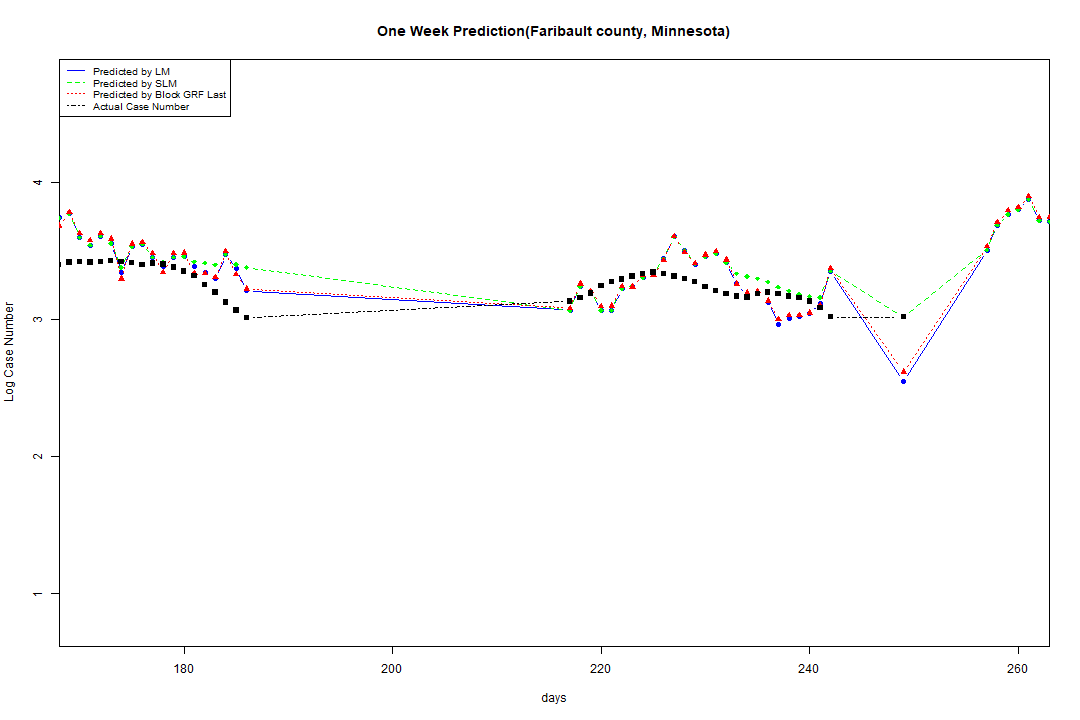 One Week Prediction(Faribault county, Minnesota)
Predicted by LM
Predicted by SLM
Predicted by Block GRF Last
Actual Case Number
4
3
2
1
Log Case Number
180
200
220
240
260
days